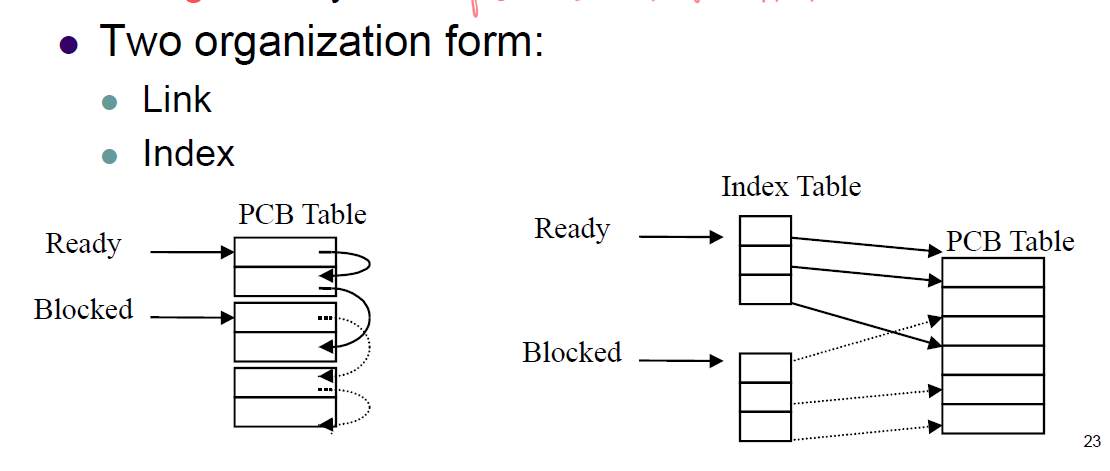 Two organization form:
Link
Index
PCB Table
Ready
Blocked
Index Table
Ready
PCB Table
Blocked
23